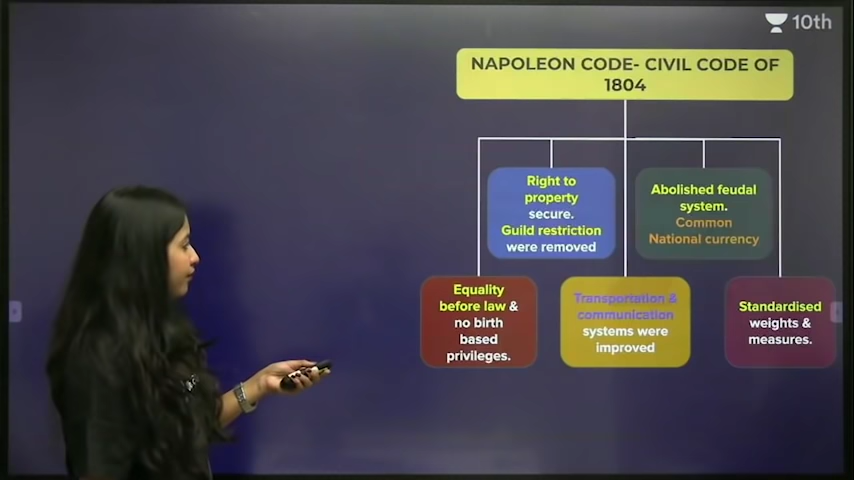 10th
NAPOLEON CODE- CIVIL CODE OF
1804
Right to
property
secure.
Guild restriction
were removed
Abolished feudal
system.
Common
National currency
Equality
before law &
no birth
based
privileges.
Transportation &
communication
systems were
improved
Standardised
weights &
measures.